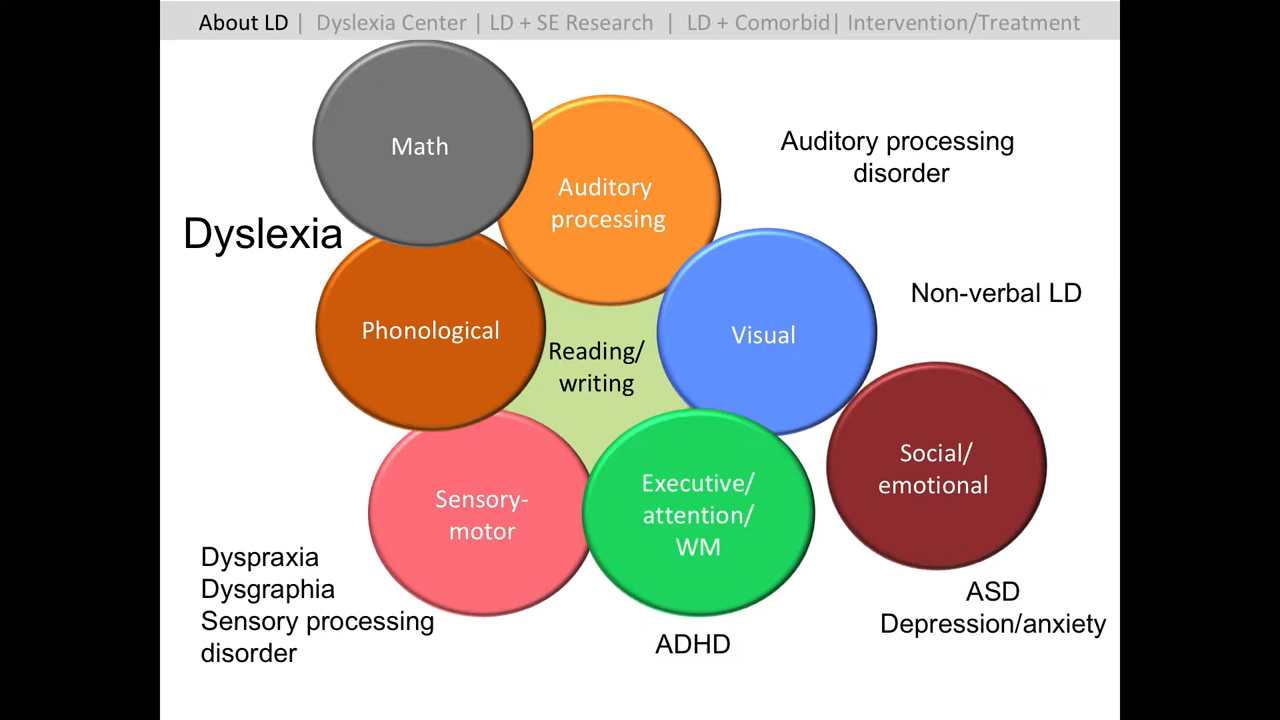 About LD | Dyslexia Center | LD + SE Research | LD + Comorbid| Intervention/Treatment
Math
Auditory
processing
Auditory processing
disorder
Dyslexia
Phonological
Reading/
writing
Visual
Non-verbal LD
Social/
emotional
Sensory-
motor
Executive/
attention/
WM
Dyspraxia
Dysgraphia
Sensory processing
disorder
ADHD
ASD
Depression/anxiety